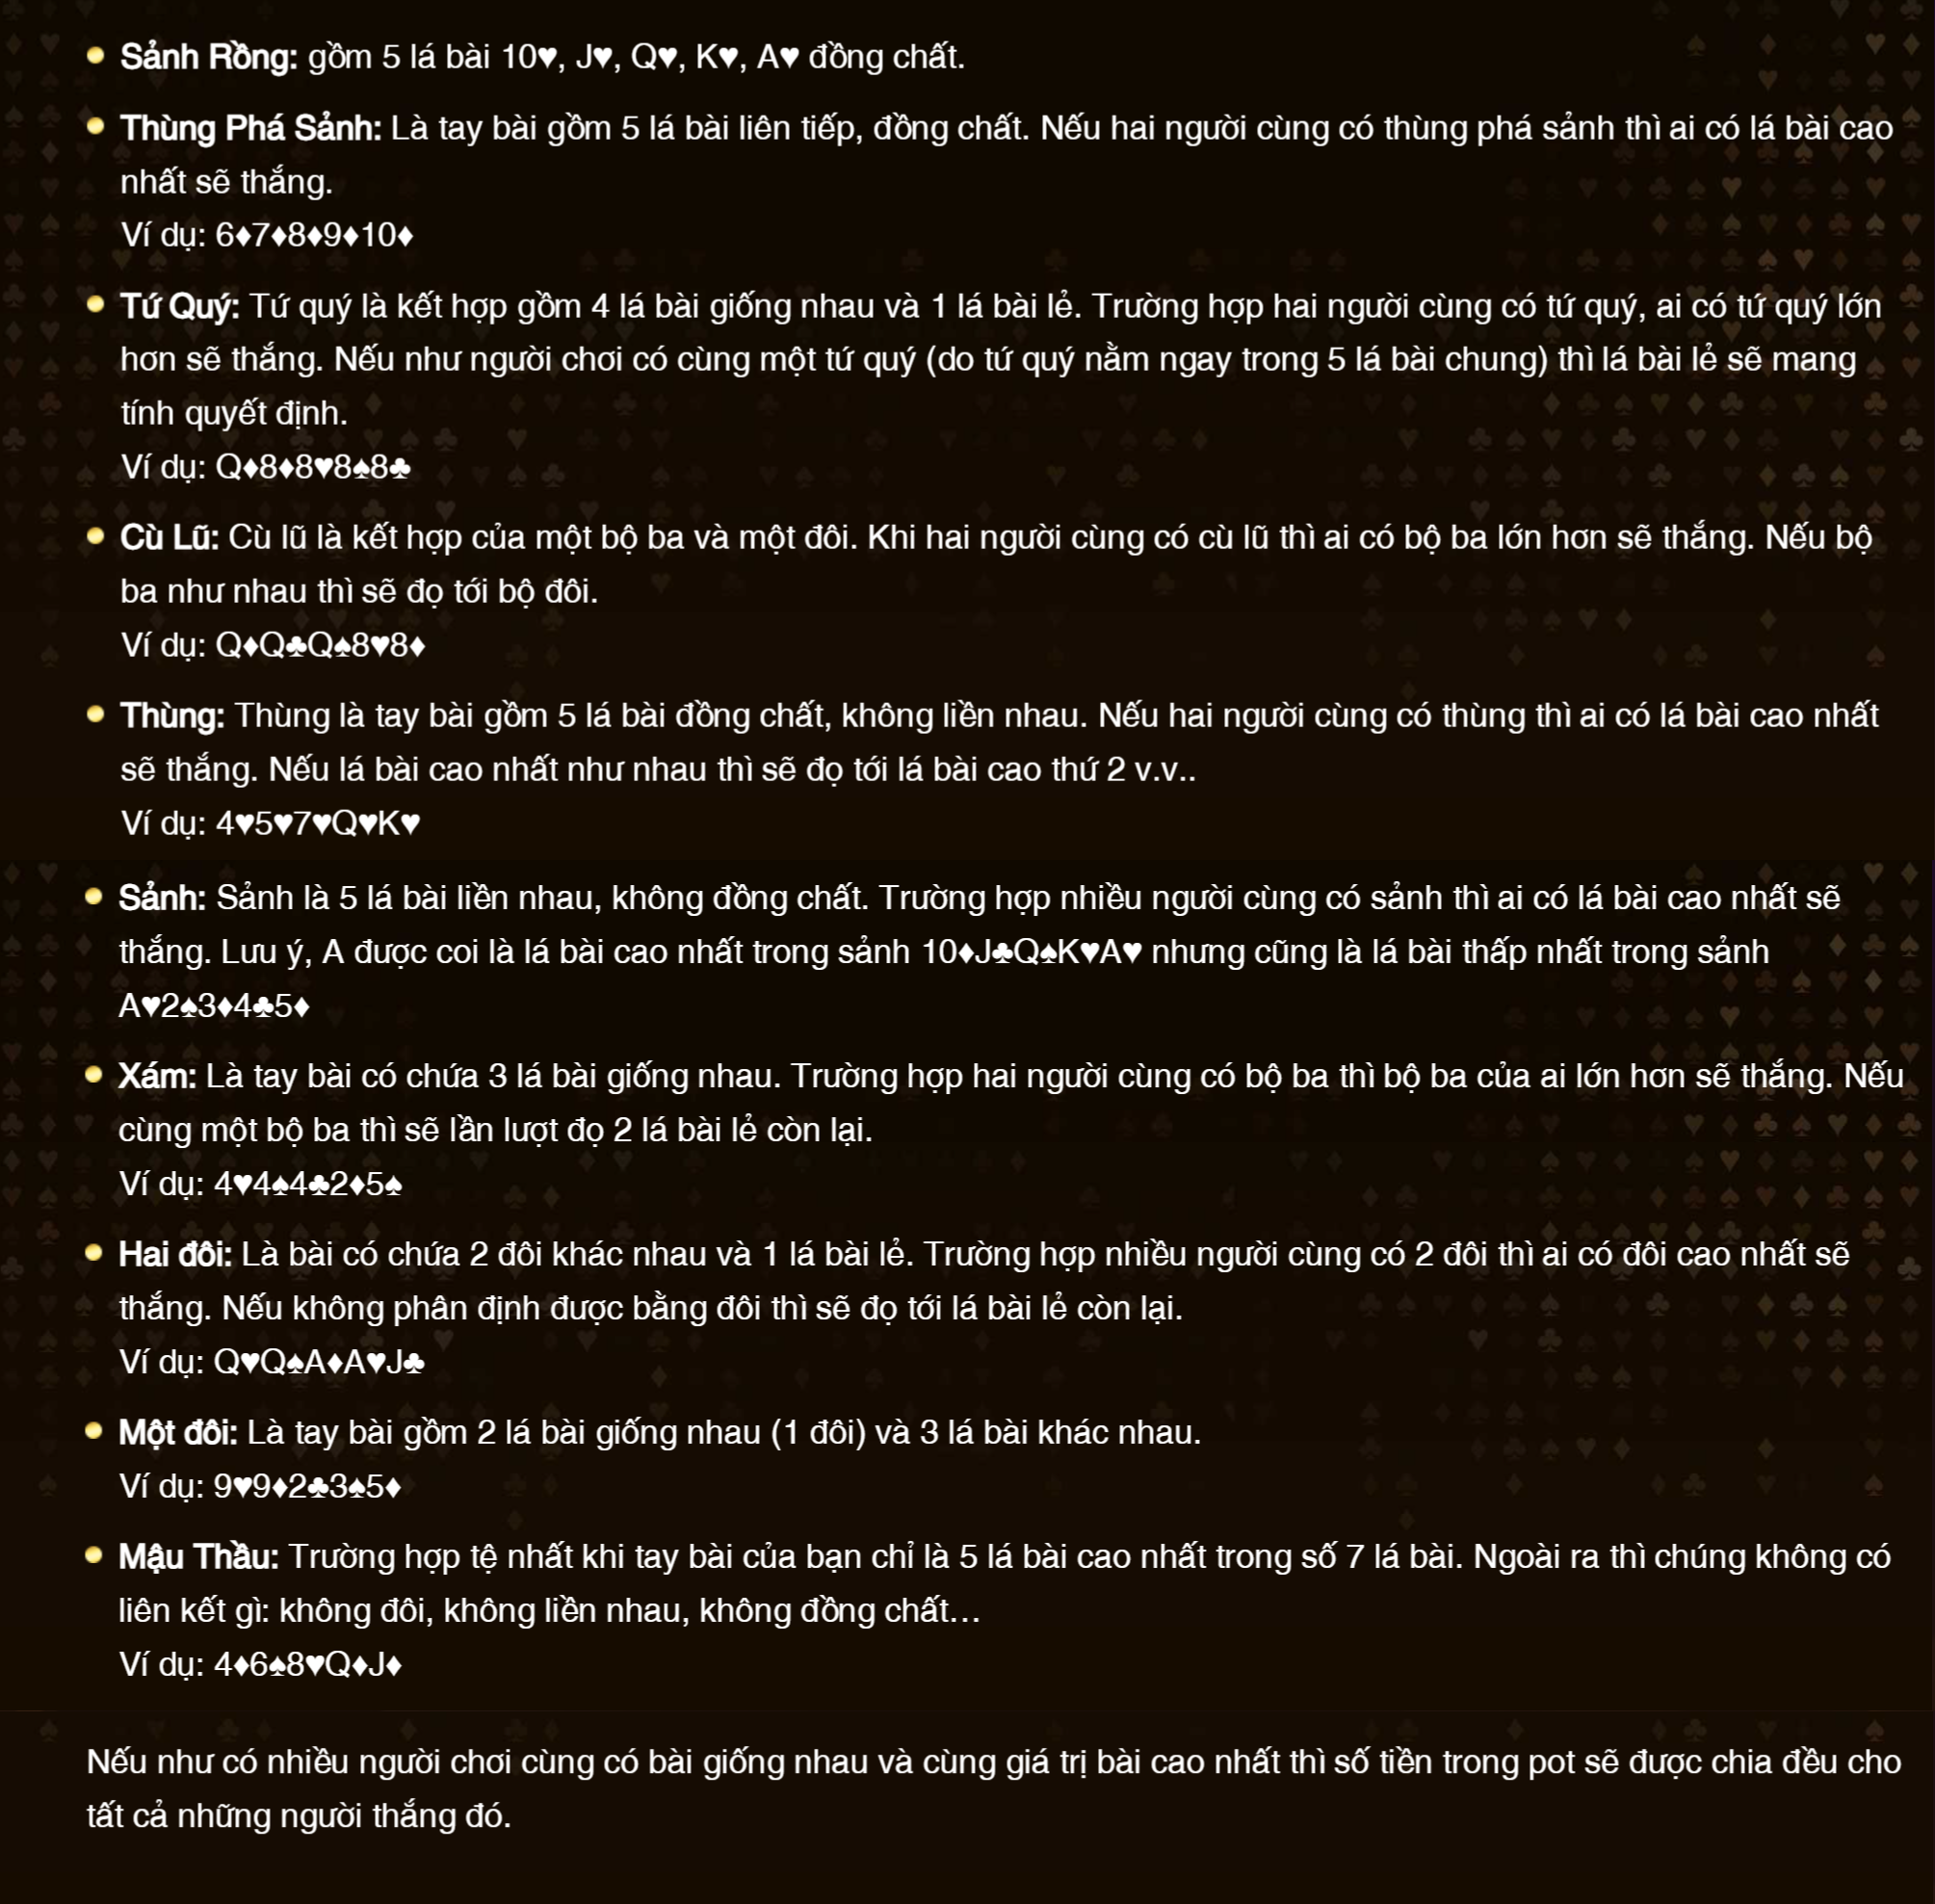 Sảnh Rồng: gồm 5 lá bài 10♥, J♥, Q♥, K♥, A♥ đồng chất.
Thùng Phá Sảnh: Là tay bài gồm 5 lá bài liên tiếp, đồng chất. Nếu hai người cùng có thùng phá sảnh thì ai có lá bài cao
nhất sẽ thắng.
Ví dụ: 6♦7♦8♦9♦10♦
Tứ Quý: Tứ quý là kết hợp gồm 4 lá bài giống nhau và 1 lá bài lẻ. Trường hợp hai người cùng có tứ quý, ai có tứ quý lớn
hơn sẽ thắng. Nếu như người chơi có cùng một tứ quý (do tứ quý nằm ngay trong 5 lá bài chung) thì lá bài lẻ sẽ mang
tính quyết định.
Ví dụ: Q♦8♦8♥8♠8♣
Cù Lũ: Cù lũ là kết hợp của một bộ ba và một đôi. Khi hai người cùng có cù lũ thì ai có bộ ba lớn hơn sẽ thắng. Nếu bộ
ba như nhau thì sẽ đọ tới bộ đôi.
Ví dụ: Q♦Q♣Q♠8♥8♦
Thùng: Thùng là tay bài gồm 5 lá bài đồng chất, không liền nhau. Nếu hai người cùng có thùng thì ai có lá bài cao nhất
sẽ thắng. Nếu lá bài cao nhất như nhau thì sẽ đọ tới lá bài cao thứ 2 v.v..
Ví dụ: 4♥5♥7♥Q♥K♥
Sảnh: Sảnh là 5 lá bài liền nhau, không đồng chất. Trường hợp nhiều người cùng có sảnh thì ai có lá bài cao nhất sẽ
thắng. Lưu ý, A được coi là lá bài cao nhất trong sảnh 10♦J♣Q♠K♥A♥ nhưng cũng là lá bài thấp nhất trong sảnh
A♥2♠3♦4♣5♦
Xám: Là tay bài có chứa 3 lá bài giống nhau. Trường hợp hai người cùng có bộ ba thì bộ ba của ai lớn hơn sẽ thắng. Nếu
cùng một bộ ba thì sẽ lần lượt đọ 2 lá bài lẻ còn lại.
Ví dụ: 4♥4♠4♣2♦5♠
Hai đôi: Là bài có chứa 2 đôi khác nhau và 1 lá bài lẻ. Trường hợp nhiều người cùng có 2 đôi thì ai có đôi cao nhất sẽ
thắng. Nếu không phân định được bằng đôi thì sẽ đọ tới lá bài lẻ còn lại.
Ví dụ: Q♥Q♠A♦A♥J♣
Một đôi: Là tay bài gồm 2 lá bài giống nhau (1 đôi) và 3 lá bài khác nhau.
Ví dụ: 9♥9♦2♣3♠5♦
Mậu Thầu: Trường hợp tệ nhất khi tay bài của bạn chỉ là 5 lá bài cao nhất trong số 7 lá bài. Ngoài ra thì chúng không có
liên kết gì: không đôi, không liền nhau, không đồng chất...
Ví dụ: 4♦6♠8♥Q♦J♦
Nếu như có nhiều người chơi cùng có bài giống nhau và cùng giá trị bài cao nhất thì số tiền trong pot sẽ được chia đều cho
tất cả những người thắng đó.